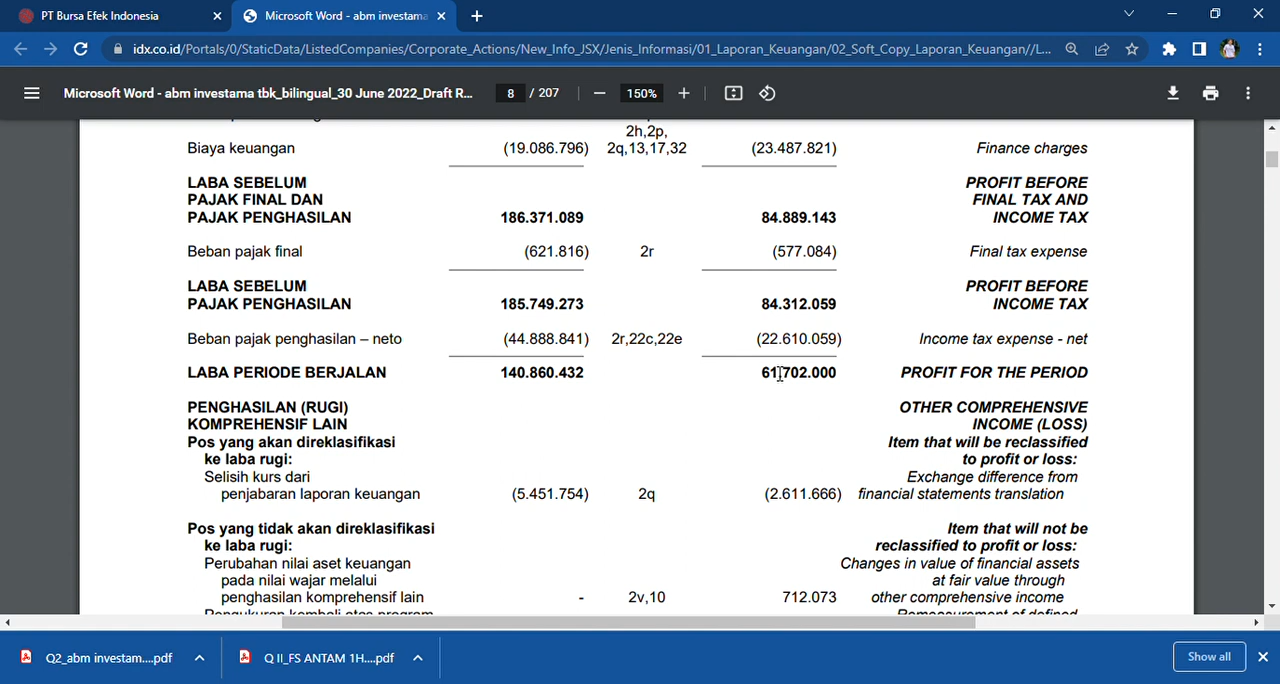 PT Bursa Efek Indonesia
Microsoft Word - abm investama
idx.co.id/Portals/0/StaticData/ListedCompanies/Corporate_Actions/New_Info_JSX/Jenis_Informasi/01_Laporan_Keuangan/02_Soft_Copy_Laporan_Keuangan//L...
Microsoft Word - abm investama tbk_bilingual_30 June 2022_Draft R... 8 / 207 150%
2h,2p,
Biaya keuangan (19.086.796) 2q,13,17,32 (23.487.821) Finance charges
LABA SEBELUM PROFIT BEFORE
PAJAK FINAL DAN FINAL TAX AND
PAJAK PENGHASILAN 186.371.089 84.889.143 INCOME TAX
Beban pajak final (621.816) 2r (577.084) Final tax expense
LABA SEBELUM PROFIT BEFORE
PAJAK PENGHASILAN 185.749.273 84.312.059 INCOME TAX
Beban pajak penghasilan – neto (44.888.841) 2r,22c,22e (22.610.059) Income tax expense - net
LABA PERIODE BERJALAN 140.860.432 61.702.000 PROFIT FOR THE PERIOD
PENGHASILAN (RUGI) OTHER COMPREHENSIVE
KOMPREHENSIF LAIN INCOME (LOSS)
Pos yang akan direklasifikasi Item that will be reclassified
ke laba rugi: to profit or loss:
Selisih kurs dari Exchange difference from
penjabaran laporan keuangan (5.451.754) 2q (2.611.666) financial statements translation
Pos yang tidak akan direklasifikasi Item that will not be
ke laba rugi: reclassified to profit or loss:
Perubahan nilai aset keuangan Changes in value of financial assets
pada nilai wajar melalui at fair value through
penghasilan komprehensif lain - 2v,10 712.073 other comprehensive income
Pengukuran kembali atas program Remeasurement of defined
Q2_abm investam....pdf Q II_FS ANTAM 1H....pdf Show all